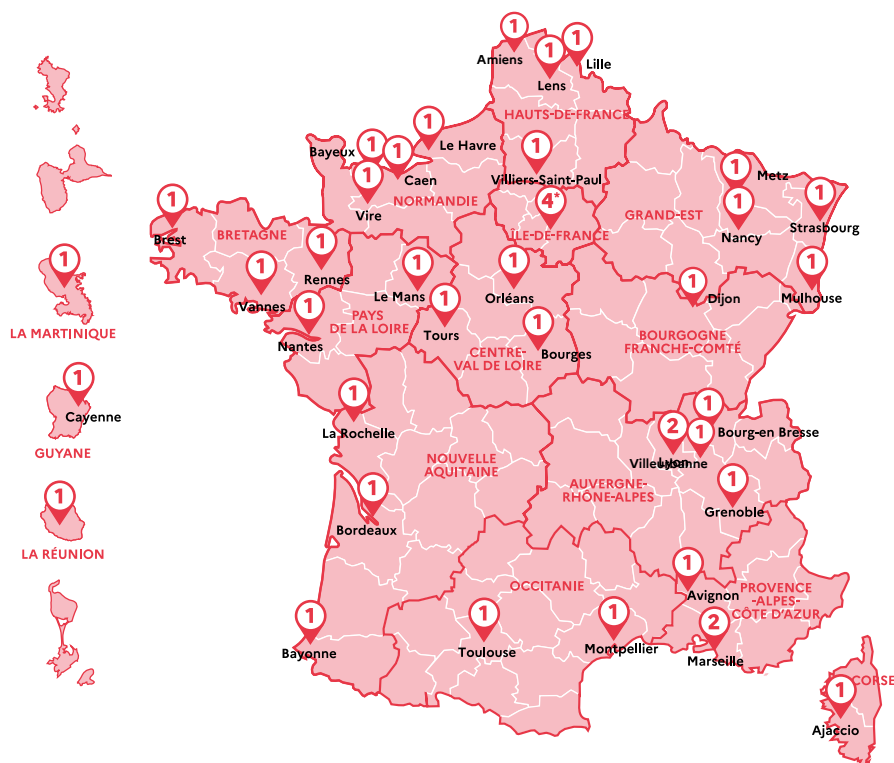 1
Amiens
1
Lens
1
Lille
HAUTS-DE-FRANCE
1
Le Havre
1
Bayeux
1
Caen
1
Vire
NORMANDIE
1
Villiers-Saint-Paul
4*
ÎLE-DE-FRANCE
1
Metz
1
Nancy
1
Strasbourg
GRAND-EST
1
Mulhouse
1
Brest
BRETAGNE
1
Rennes
1
Vannes
1
Le Mans
1
Nantes
PAYS
DE LA LOIRE
1
Orléans
1
Tours
1
Bourges
CENTRE-
VAL DE LOIRE
1
Dijon
BOURGOGNE
FRANCHE-COMTÉ
1
LA MARTINIQUE
1
Cayenne
GUYANE
1
LA RÉUNION
1
La Rochelle
NOUVELLE
AQUITAINE
1
Bordeaux
1
Bayonne
2
Lyon
1
Villeurbanne
1
Bourg-en Bresse
AUVERGNE-
RHÔNE-ALPES
1
Grenoble
OCCITANIE
1
Toulouse
1
Montpellier
1
Avignon
PROVENCE
-ALPES-
CÔTE D'AZUR
2
Marseille
CORSE
1
Ajaccio